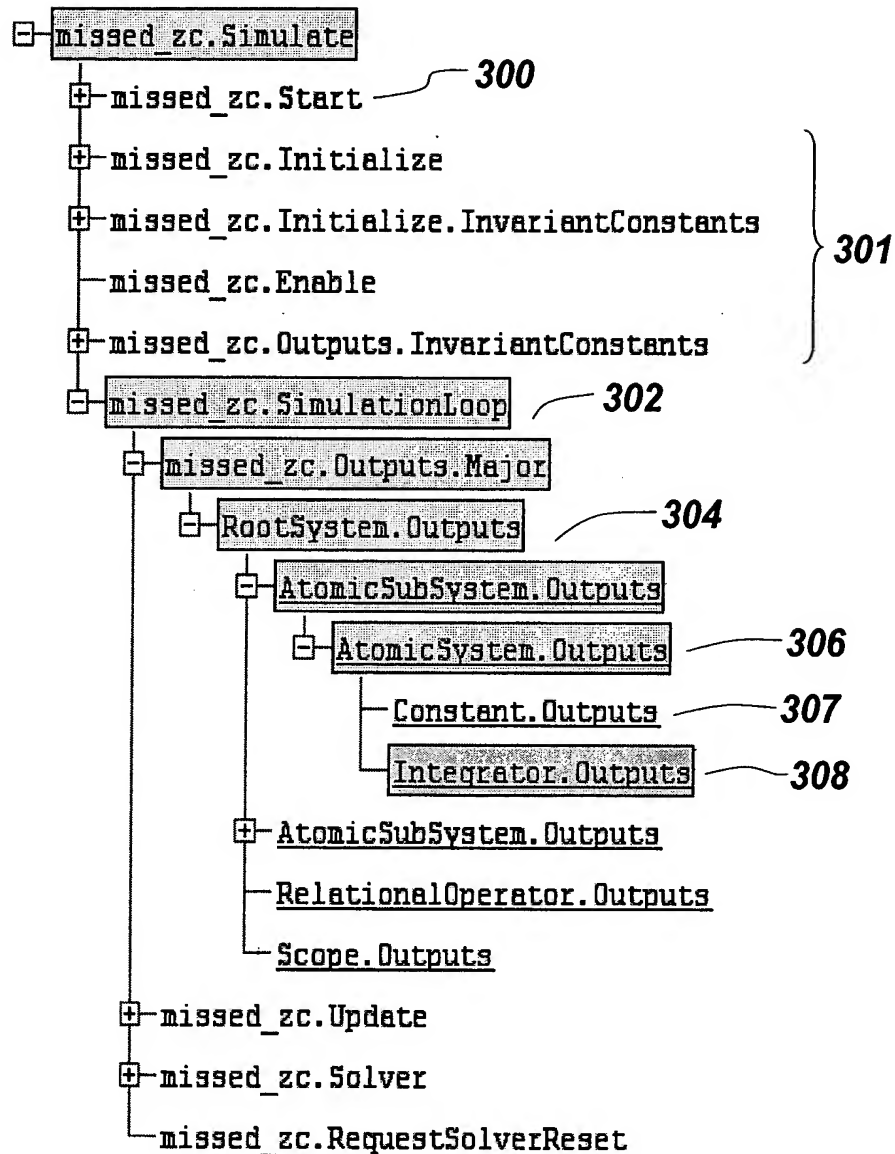 missed_zc.Simulate
missed_zc.Start 300
missed_zc.Initialize
missed_zc.Initialize.InvariantConstants
301
missed_zc.Enable
missed_zc.Outputs.InvariantConstants
missed_zc.SimulationLoop 302
missed_zc.Outputs.Major
RootSystem.Outputs 304
AtomicSubSystem.Outputs
AtomicSystem.Outputs 306
Constant.Outputs 307
Integrator.Outputs 308
AtomicSubSystem.Outputs
RelationalOperator.Outputs
Scope.Outputs
missed_zc.Update
missed_zc.Solver
missed_zc.RequestSolverReset